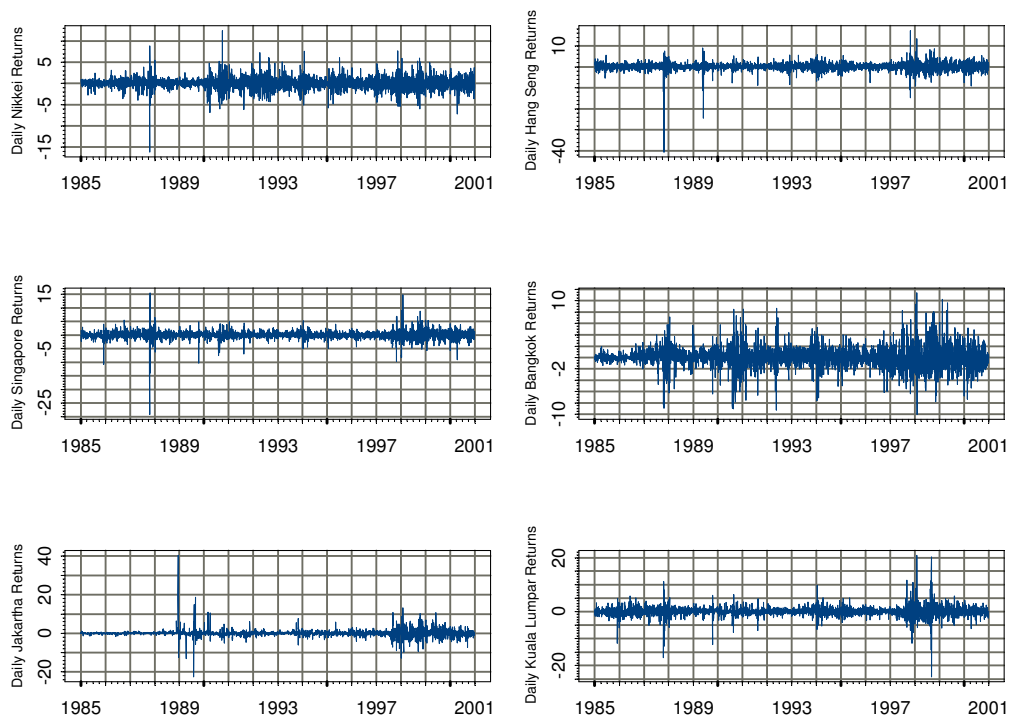 Daily Nikkei Returns
5
-5
-15
1985 1989 1993 1997 2001
Daily Hang Seng Returns
10
-40
1985 1989 1993 1997 2001
Daily Singapore Returns
15
-5
-25
1985 1989 1993 1997 2001
Daily Bangkok Returns
10
-2
-10
1985 1989 1993 1997 2001
Daily Jakartha Returns
40
20
0
-20
1985 1989 1993 1997 2001
Daily Kuala Lumpar Returns
20
0
-20
1985 1989 1993 1997 2001